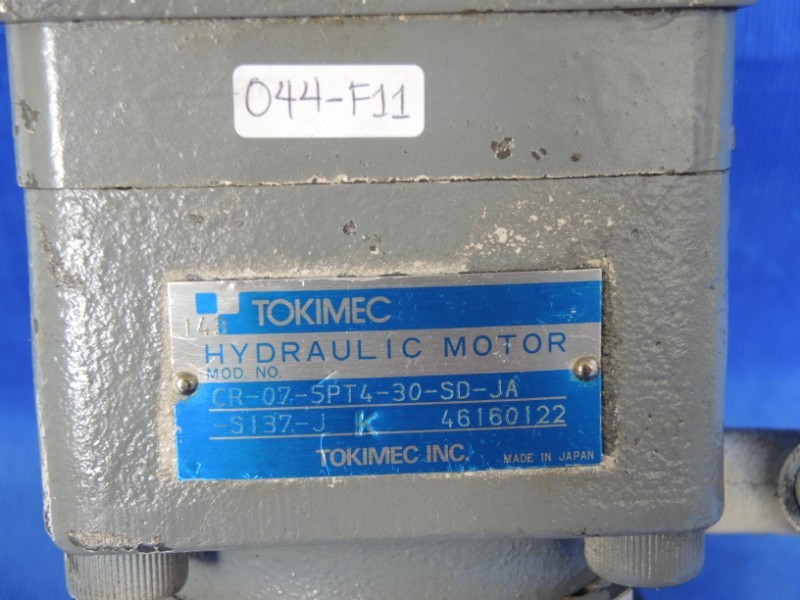 044-F11
TOKIMEC
HYDRAULIC MOTOR
MOD. NO.
CR-07-5PT4-30-SD-JA
-S137-J K 46160122
TOKIMEC INC. MADE IN JAPAN